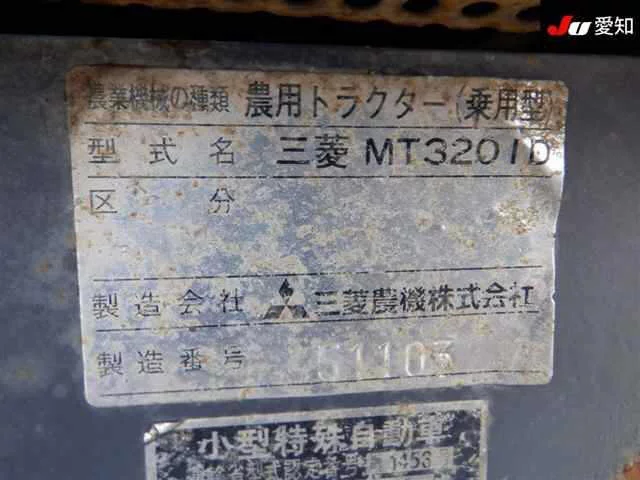 JU 愛知
農業機械の種類 農用トラクター(乗用型)
型式名 三菱 MT3201D
区分
製造会社 三菱農機株式会社
製造番号 51103
小型特殊自動車